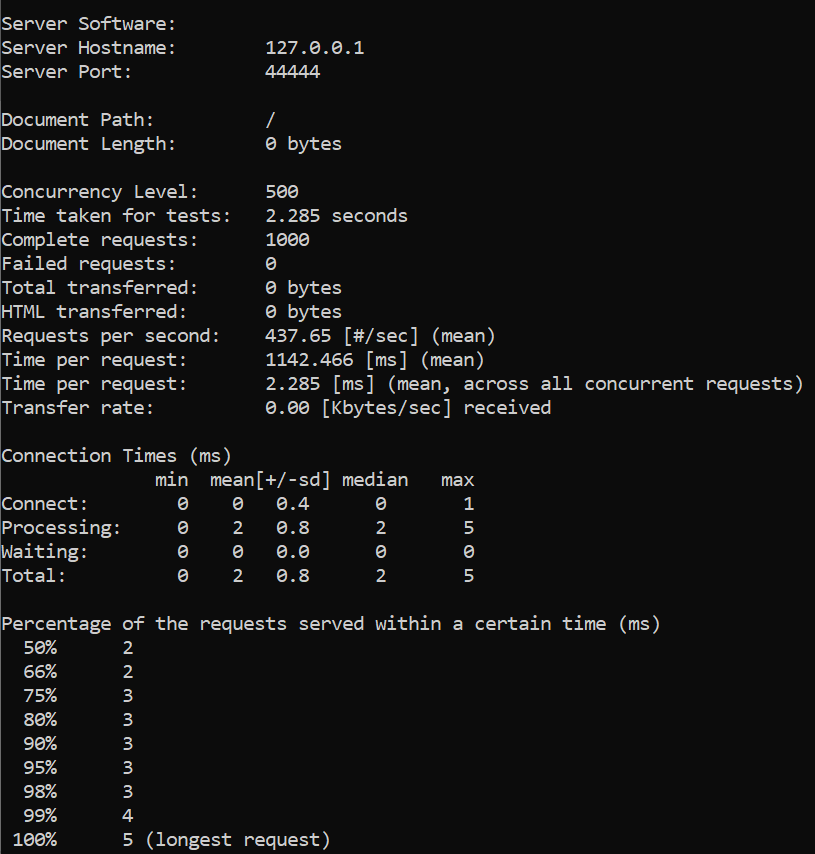 Server Software:
Server Hostname:        127.0.0.1
Server Port:            44444

Document Path:          /
Document Length:        0 bytes

Concurrency Level:      500
Time taken for tests:   2.285 seconds
Complete requests:      1000
Failed requests:        0
Total transferred:      0 bytes
HTML transferred:       0 bytes
Requests per second:    437.65 [#/sec] (mean)
Time per request:       1142.466 [ms] (mean)
Time per request:       2.285 [ms] (mean, across all concurrent requests)
Transfer rate:          0.00 [Kbytes/sec] received

Connection Times (ms)
              min  mean[+/-sd] median   max
Connect:        0    0   0.4      0       1
Processing:     0    2   0.8      2       5
Waiting:        0    0   0.0      0       0
Total:          0    2   0.8      2       5

Percentage of the requests served within a certain time (ms)
  50%      2
  66%      2
  75%      3
  80%      3
  90%      3
  95%      3
  98%      3
  99%      4
 100%      5 (longest request)